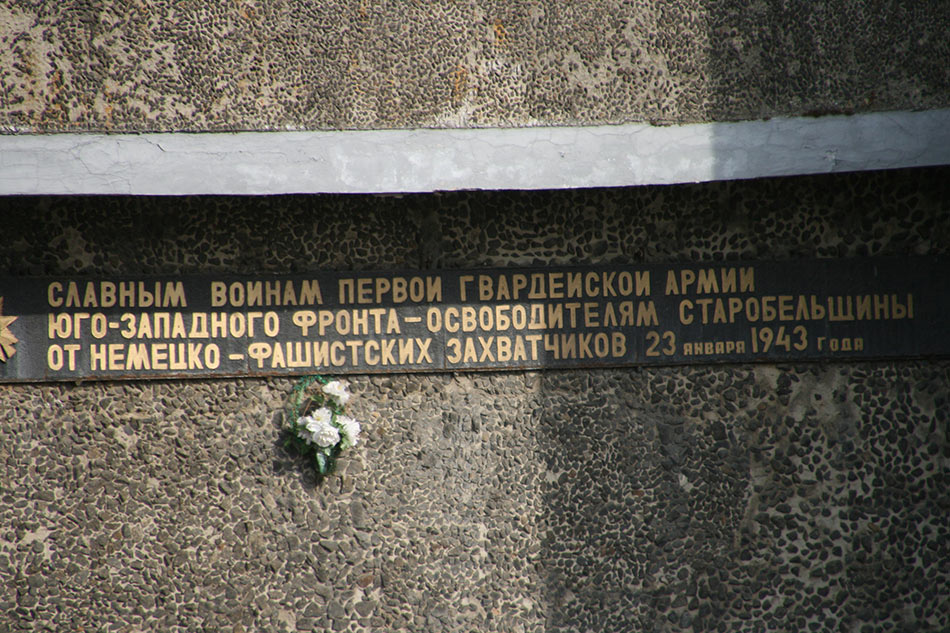 СЛАВНЫМ ВОИНАМ ПЕРВОЙ ГВАРДЕЙСКОЙ АРМИИ
ЮГО-ЗАПАДНОГО ФРОНТА – ОСВОБОДИТЕЛЯМ СТАРОБЕЛЬЩИНЫ
ОТ НЕМЕЦКО – ФАШИСТСКИХ ЗАХВАТЧИКОВ 23 ЯНВАРЯ 1943 ГОДА